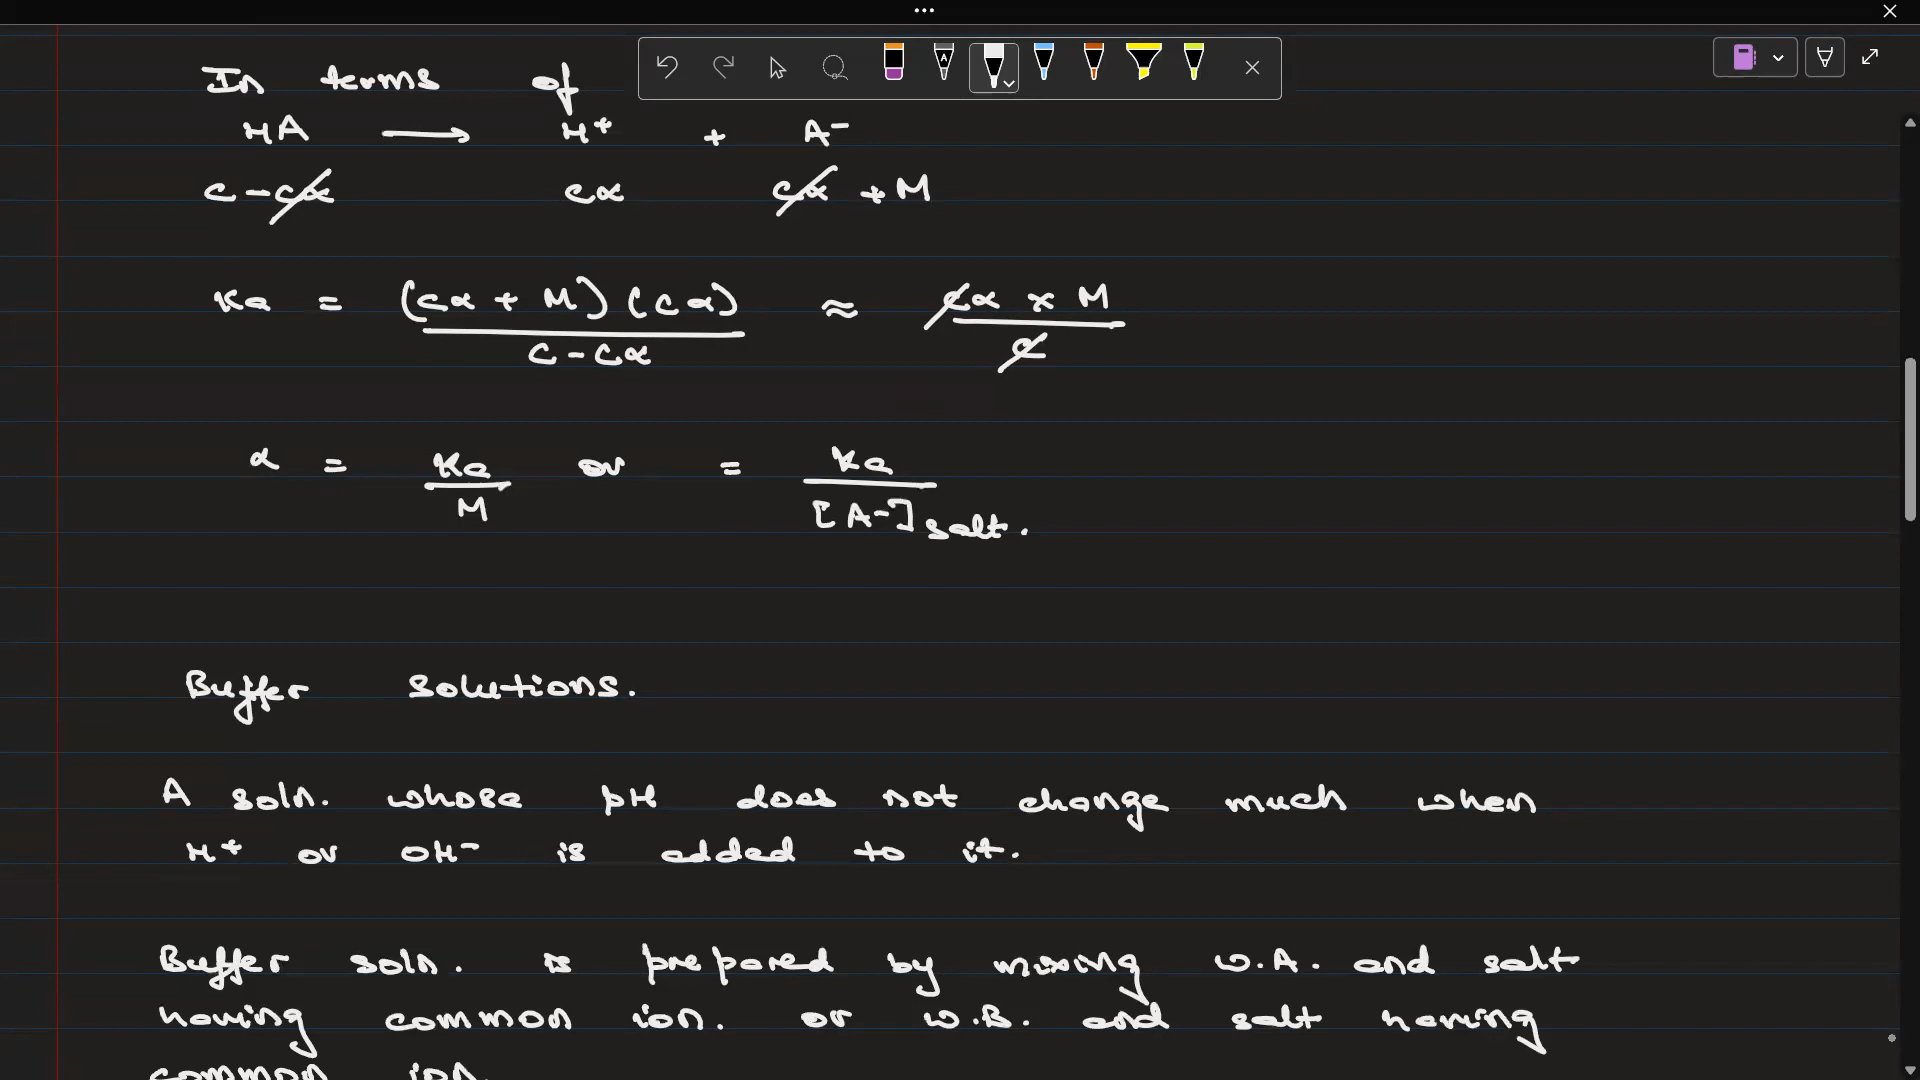 In terms of
HA ⟶ H⁺ + A⁻
C - Cα Cα Cα + M
Ka = (Cα + M)(Cα) / C - Cα ≈ Cα × M / C
α = Ka / M or = Ka / [A-] salt.
Buffer solutions.
A soln. whose pH does not change much when
H⁺ or OH⁻ is added to it.
Buffer soln. is prepared by mixing W.A. and salt
having common ion. or W.B. and salt having
common ion.